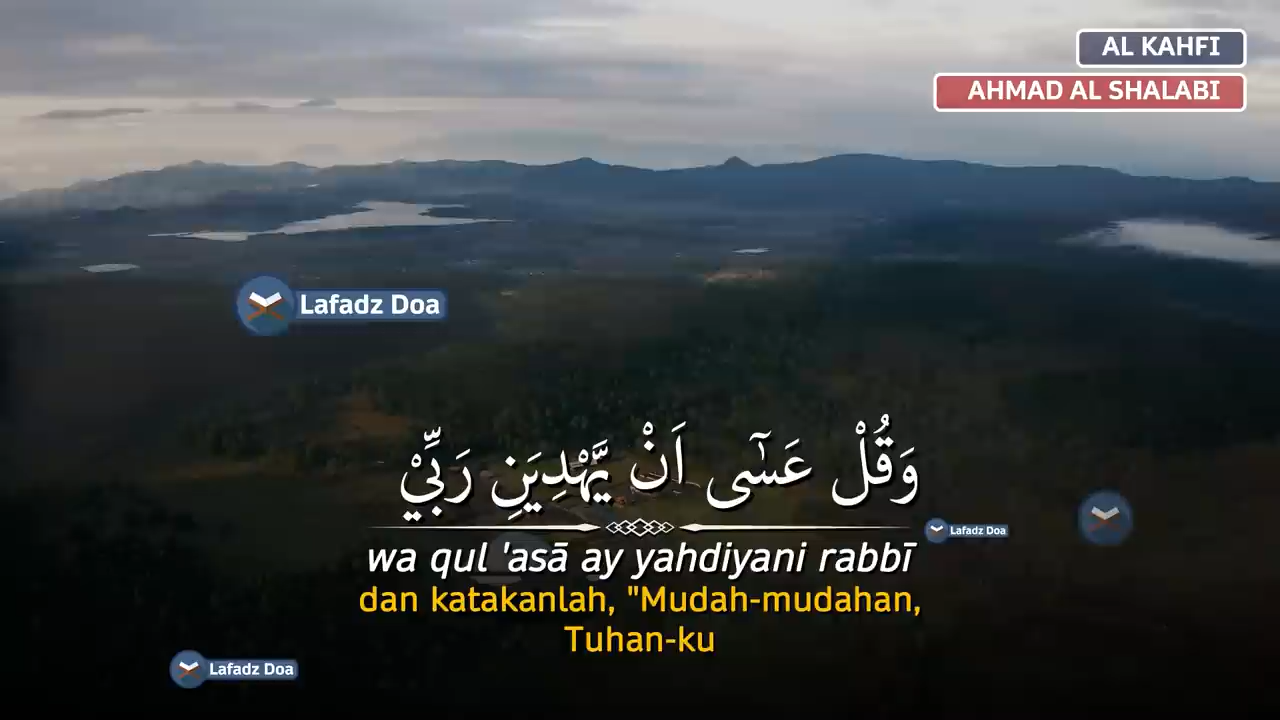 AL KAHFI
AHMAD AL SHALABI
Lafadz Doa
وَقُلْ عَسٰٓى اَنْ يَّهْدِيَنِ رَبِّيْ
Lafadz Doa
wa qul 'asā ay yahdiyani rabbī
dan katakanlah, "Mudah-mudahan,
Tuhan-ku
Lafadz Doa